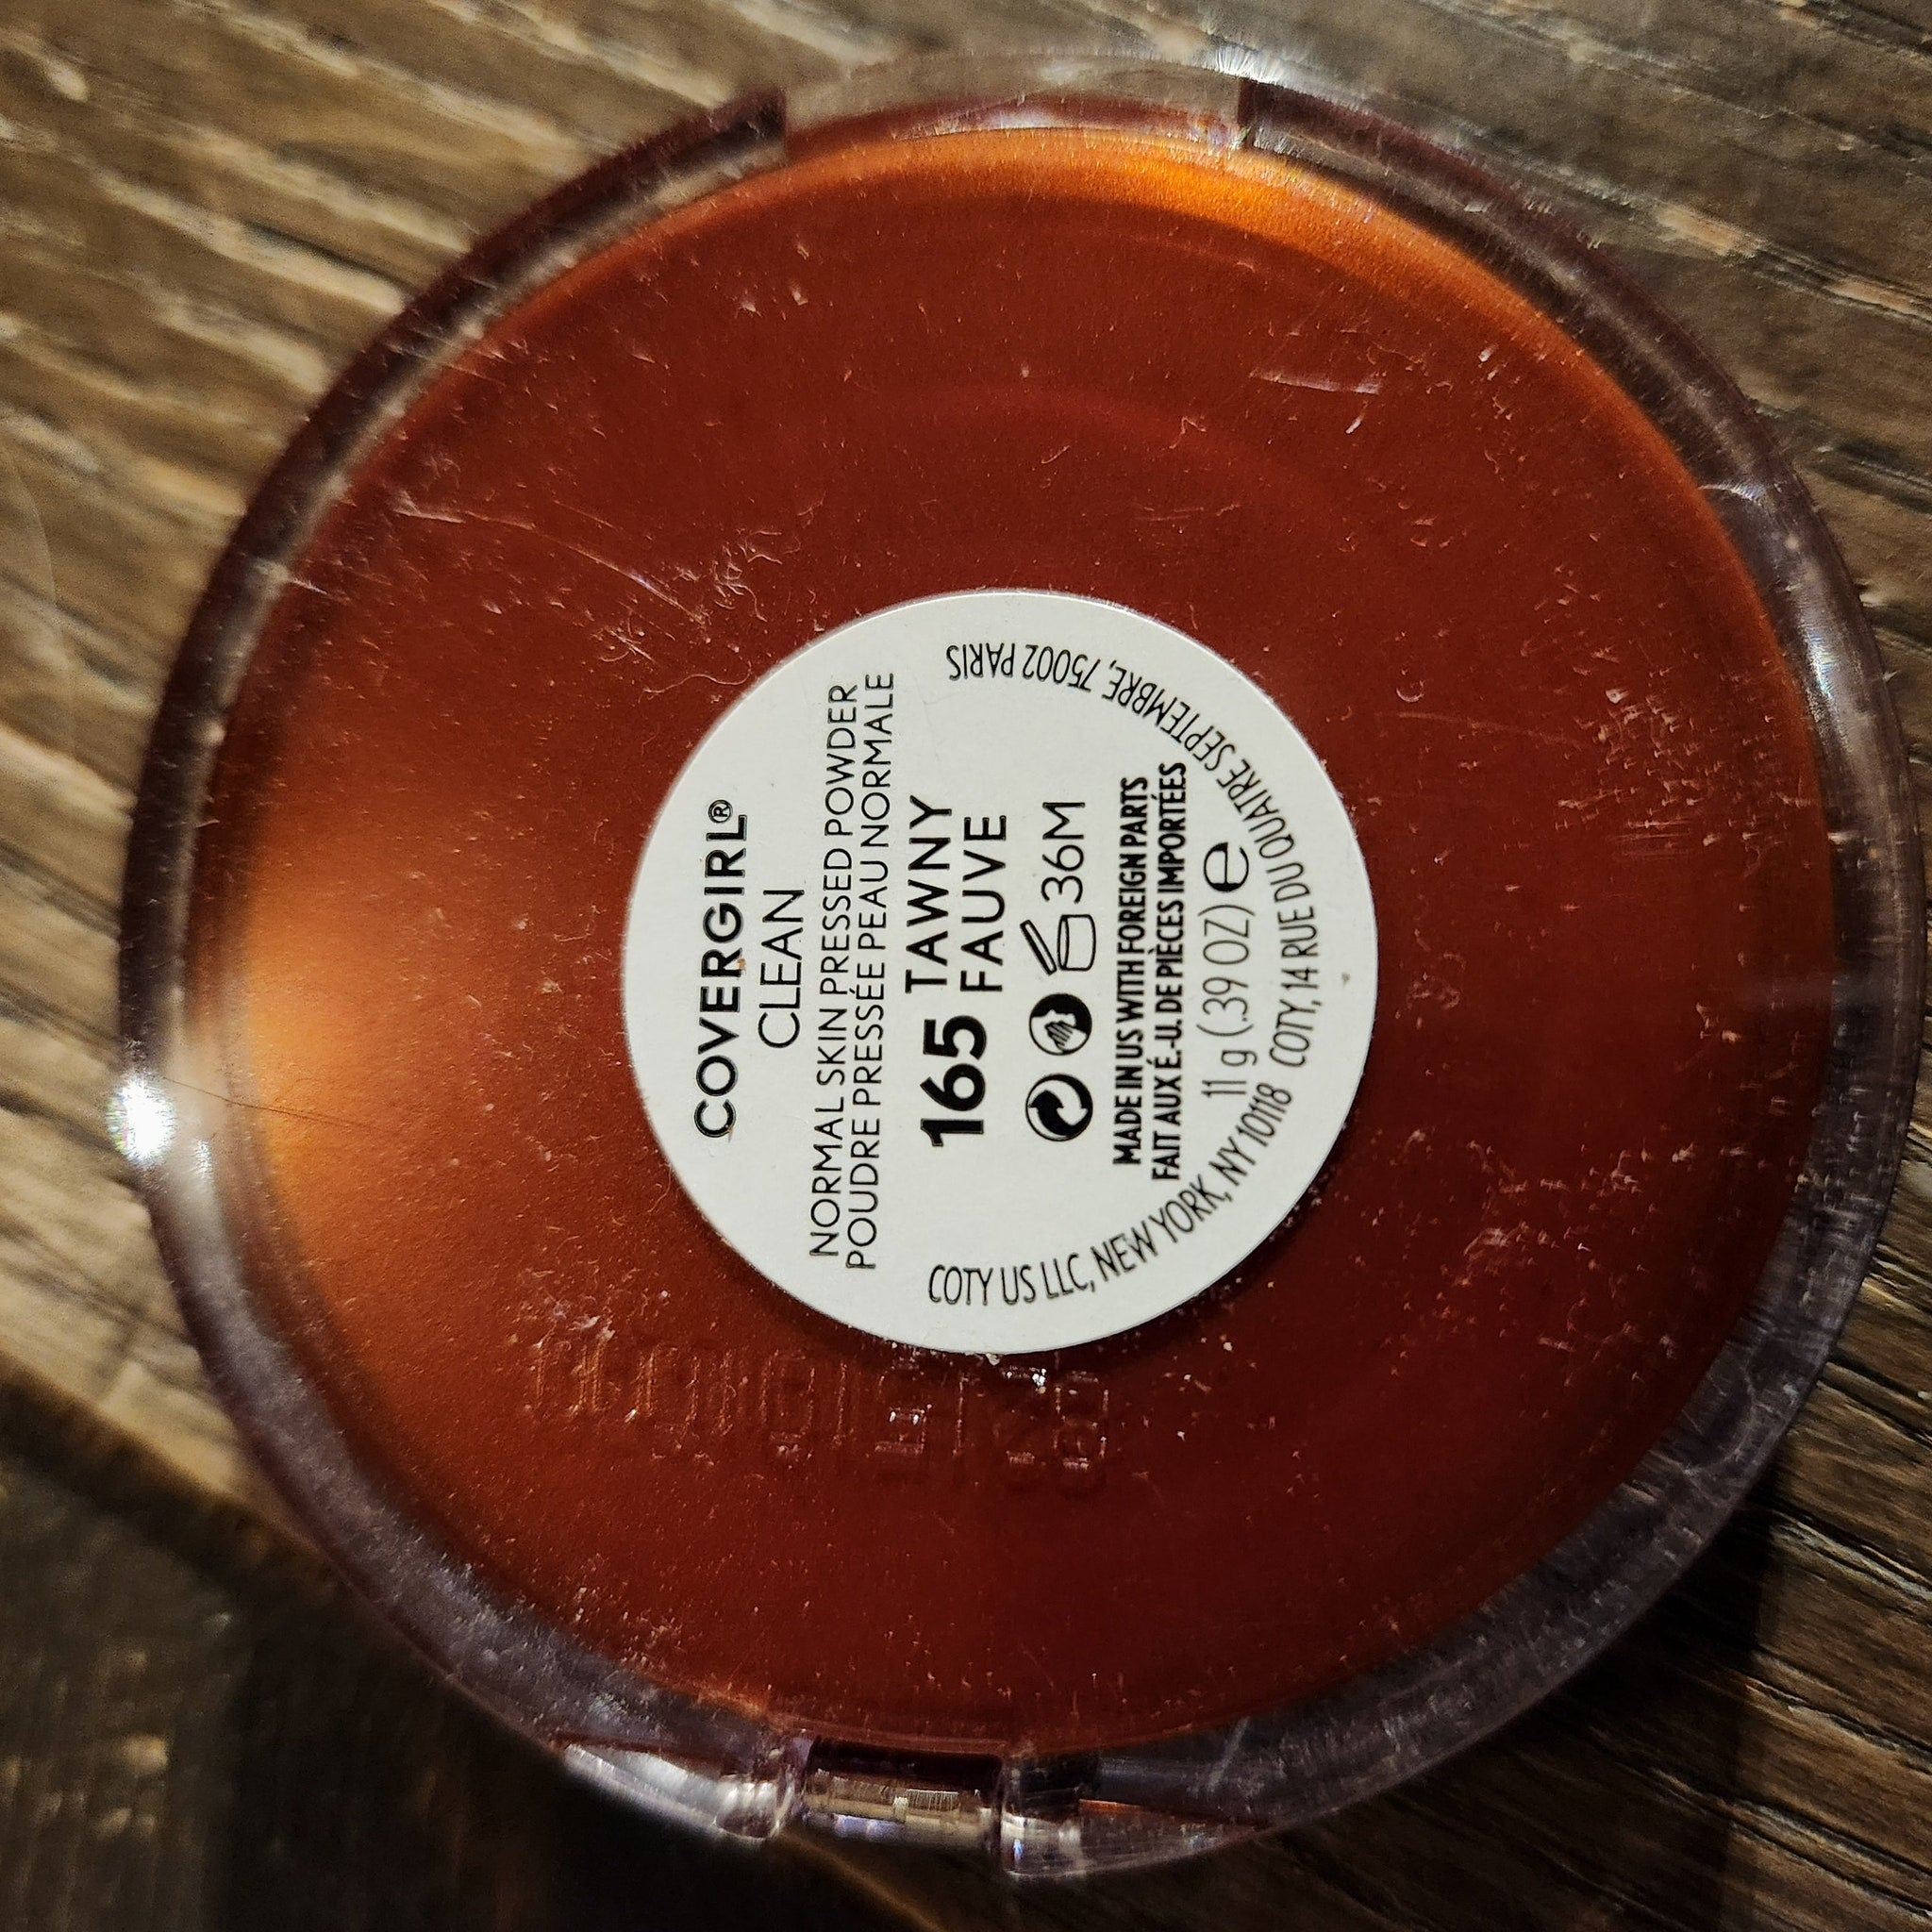 COVERGIRL®
CLEAN
NORMAL SKIN PRESSED POWDER
POUDRE PRESSÉE PEAU NORMALE
165 TAWNY
FAUVE
36M
MADE IN US WITH FOREIGN PARTS
FAIT AUX É.-U. DE PIÈCES IMPORTÉES
11 g (.39 OZ) e
COTY US LLC, NEW YORK, NY 10118 COTY, 14 RUE DU QUATRE SEPTEMBRE, 75002 PARIS